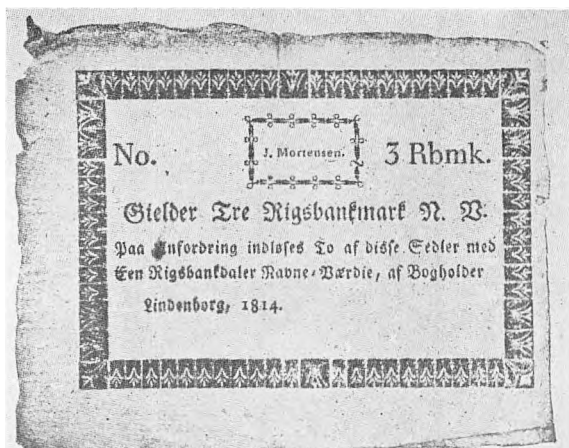 No. J. Mortensen. 3 Rbmk.
Gielder Tre Rigsbankmark N. V.
Paa Anfordring indløses To af disse Sedler med
Een Rigsbankdaler Navne-Værdie, af Bogholder
Lindenborg, 1814.